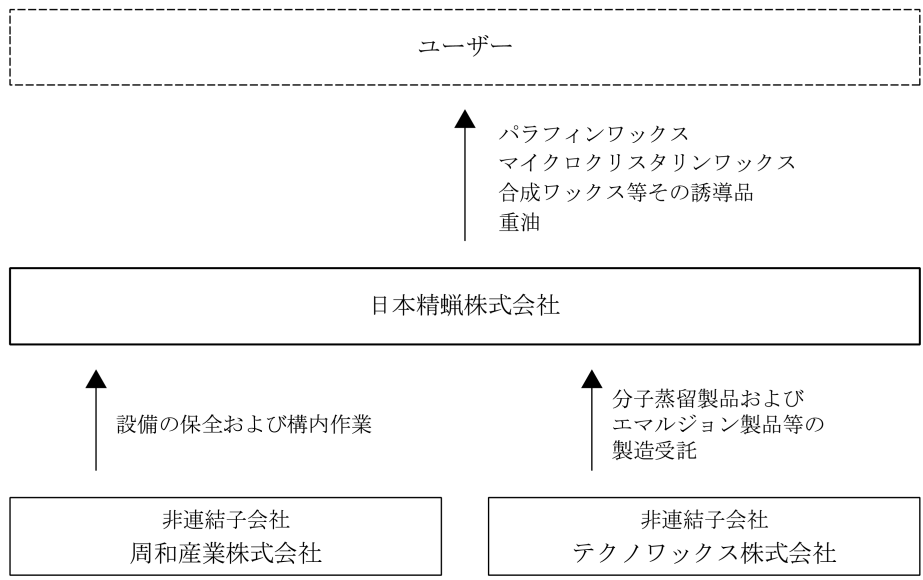 ユーザー
パラフィンワックス
マイクロクリスタリンワックス
合成ワックス等その誘導品
重油
日本精蝋株式会社
設備の保全および構内作業
分子蒸留製品および
エマルジョン製品等の
製造受託
非連結子会社
周和産業株式会社
非連結子会社
テクノワックス株式会社